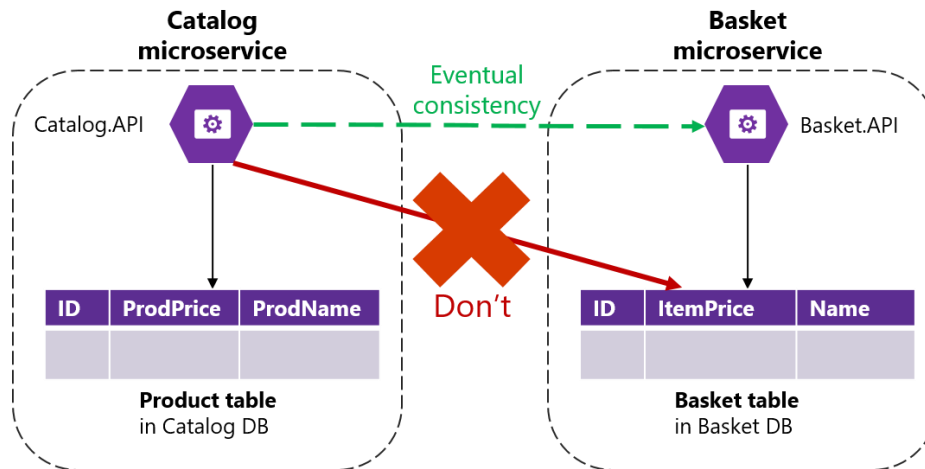 Catalog
microservice
Basket
microservice
Eventual
consistency
Catalog.API
Basket.API
Don't
ID ProdPrice ProdName
ID ItemPrice Name
Product table
in Catalog DB
Basket table
in Basket DB